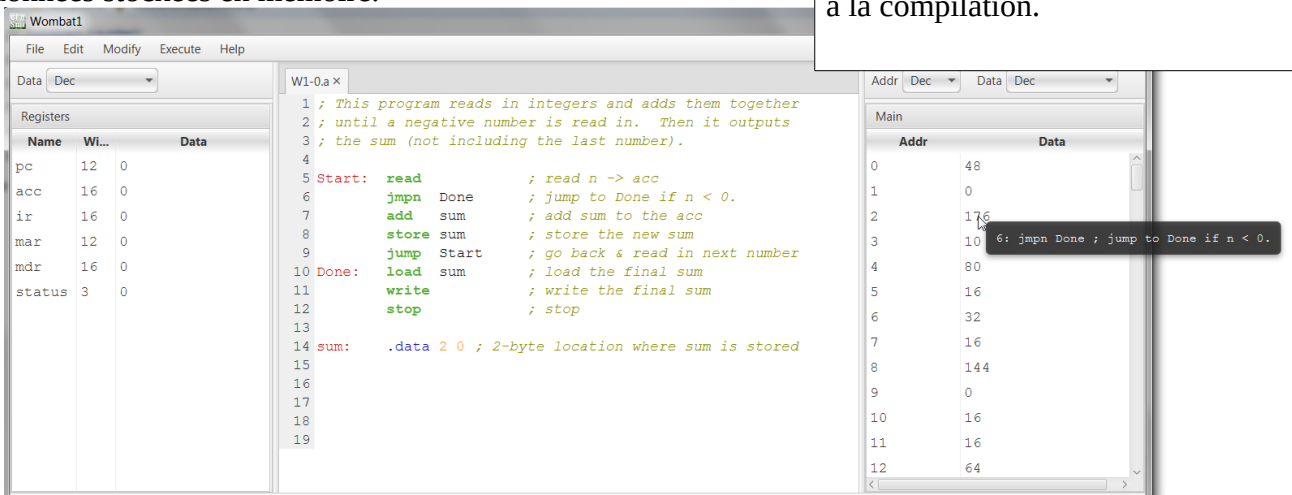 onnées stockées en mémoire.
à la compilation.
Wombat1
File Edit Modify Execute Help
Data Dec
Registers
Name Wi... Data
pc 12 0
acc 16 0
ir 16 0
mar 12 0
mdr 16 0
status 3 0
W1-0.a ×
1 ; This program reads in integers and adds them together
2 ; until a negative number is read in. Then it outputs
3 ; the sum (not including the last number).
4
5 Start: read ; read n -> acc
6 jmpn Done ; jump to Done if n < 0.
7 add sum ; add sum to the acc
8 store sum ; store the new sum
9 jump Start ; go back & read in next number
10 Done: load sum ; load the final sum
11 write ; write the final sum
12 stop ; stop
13
14 sum: .data 2 0 ; 2-byte location where sum is stored
15
16
17
18
19
Addr Dec Data Dec
Main
Addr Data
0 48
1 0
2 176
3 10
6: jmpn Done ; jump to Done if n < 0.
4 80
5 16
6 32
7 16
8 144
9 0
10 16
11 16
12 64